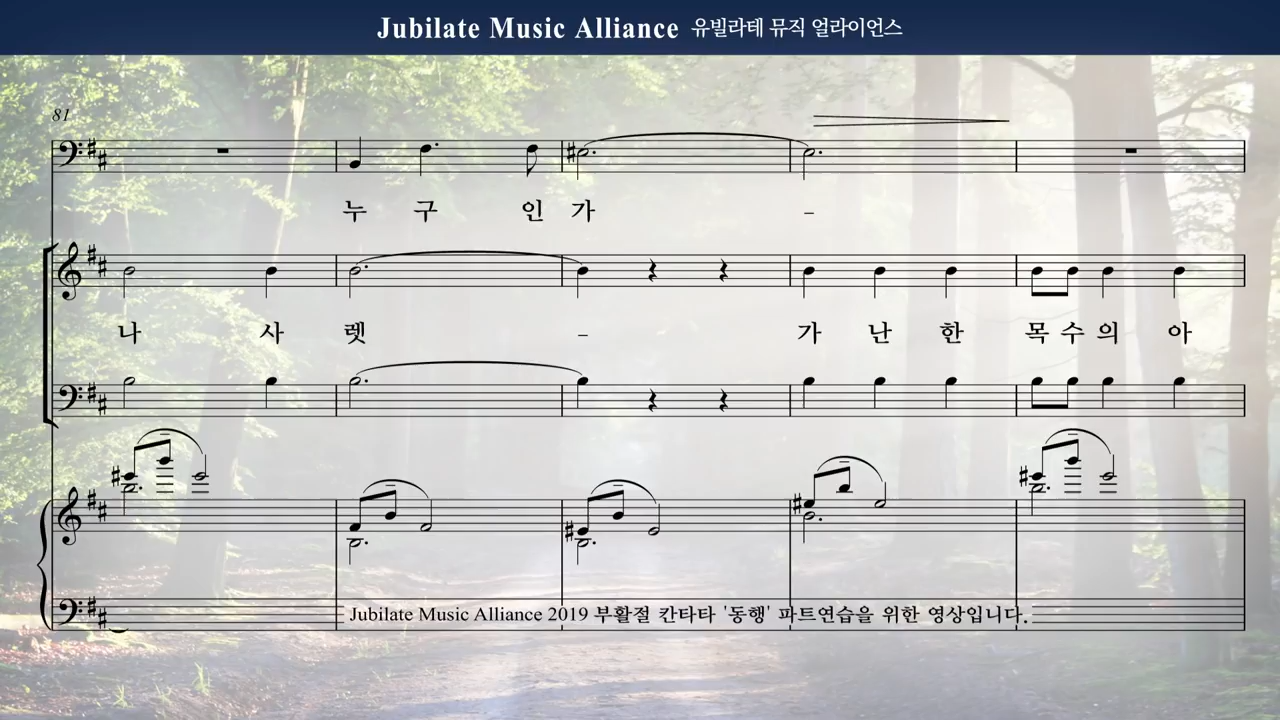 Jubilate Music Alliance 유빌라테 뮤직 얼라이언스
81
누 구 인 가 -
나 사 렛 - 가 난 한 목 수 의 아
Jubilate Music Alliance 2019 부활절 칸타타 '동행' 파트연습을 위한 영상입니다.